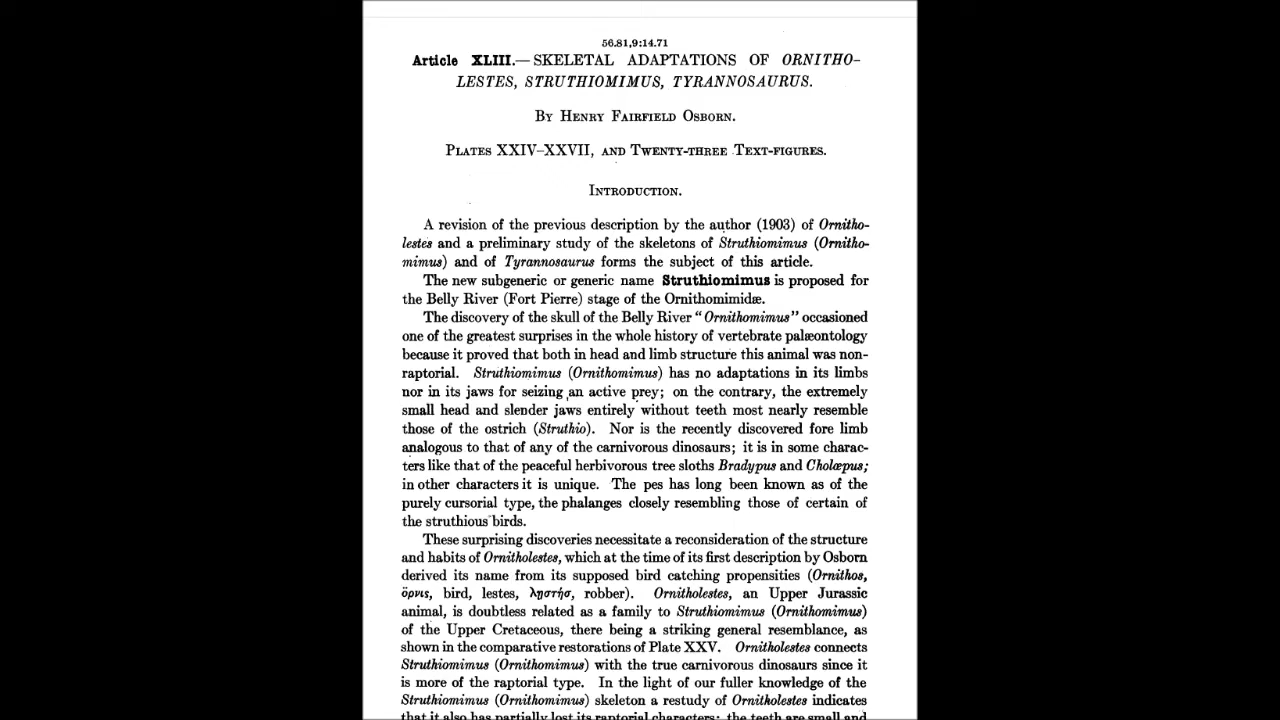 56.81,9:14.71
Article XLIII.— SKELETAL ADAPTATIONS OF ORNITHO-
LESTES, STRUTHIOMIMUS, TYRANNOSAURUS.
By Henry Fairfield Osborn.
Plates XXIV–XXVII, and Twenty-three Text-figures.
Introduction.
A revision of the previous description by the author (1903) of Ornitho-
lestes and a preliminary study of the skeletons of Struthiomimus (Ornitho-
mimus) and of Tyrannosaurus forms the subject of this article.
The new subgeneric or generic name Struthiomimus is proposed for
the Belly River (Fort Pierre) stage of the Ornithomimidæ.
The discovery of the skull of the Belly River "Ornithomimus" occasioned
one of the greatest surprises in the whole history of vertebrate palæontology
because it proved that both in head and limb structure this animal was non-
raptorial. Struthiomimus (Ornithomimus) has no adaptations in its limbs
nor in its jaws for seizing an active prey; on the contrary, the extremely
small head and slender jaws entirely without teeth most nearly resemble
those of the ostrich (Struthio). Nor is the recently discovered fore limb
analogous to that of any of the carnivorous dinosaurs; it is in some charac-
ters like that of the peaceful herbivorous tree sloths Bradypus and Cholœpus;
in other characters it is unique. The pes has long been known as of the
purely cursorial type, the phalanges closely resembling those of certain of
the struthious birds.
These surprising discoveries necessitate a reconsideration of the structure
and habits of Ornitholestes, which at the time of its first description by Osborn
derived its name from its supposed bird catching propensities (Ornithos,
ὄρνις, bird, lestes, λῃστήσ, robber). Ornitholestes, an Upper Jurassic
animal, is doubtless related as a family to Struthiomimus (Ornithomimus)
of the Upper Cretaceous, there being a striking general resemblance, as
shown in the comparative restorations of Plate XXV. Ornitholestes connects
Struthiomimus (Ornithomimus) with the true carnivorous dinosaurs since it
is more of the raptorial type. In the light of our fuller knowledge of the
Struthiomimus (Ornithomimus) skeleton a restudy of Ornitholestes indicates
that it also has partially lost its raptorial characters; the teeth are small and